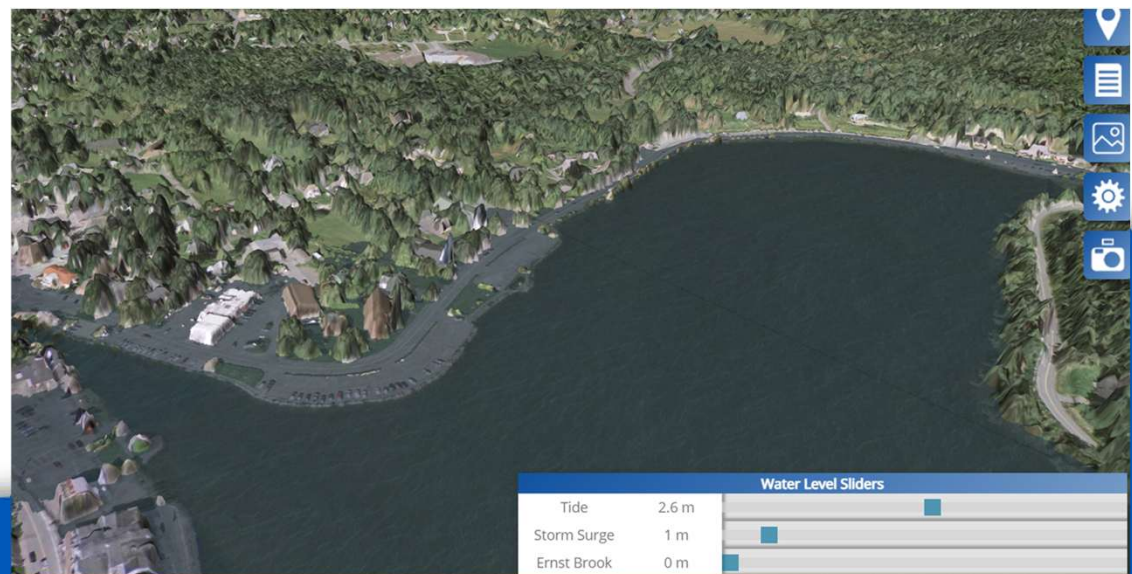 Water Level Sliders
Tide 2.6 m
Storm Surge 1 m
Ernst Brook 0 m